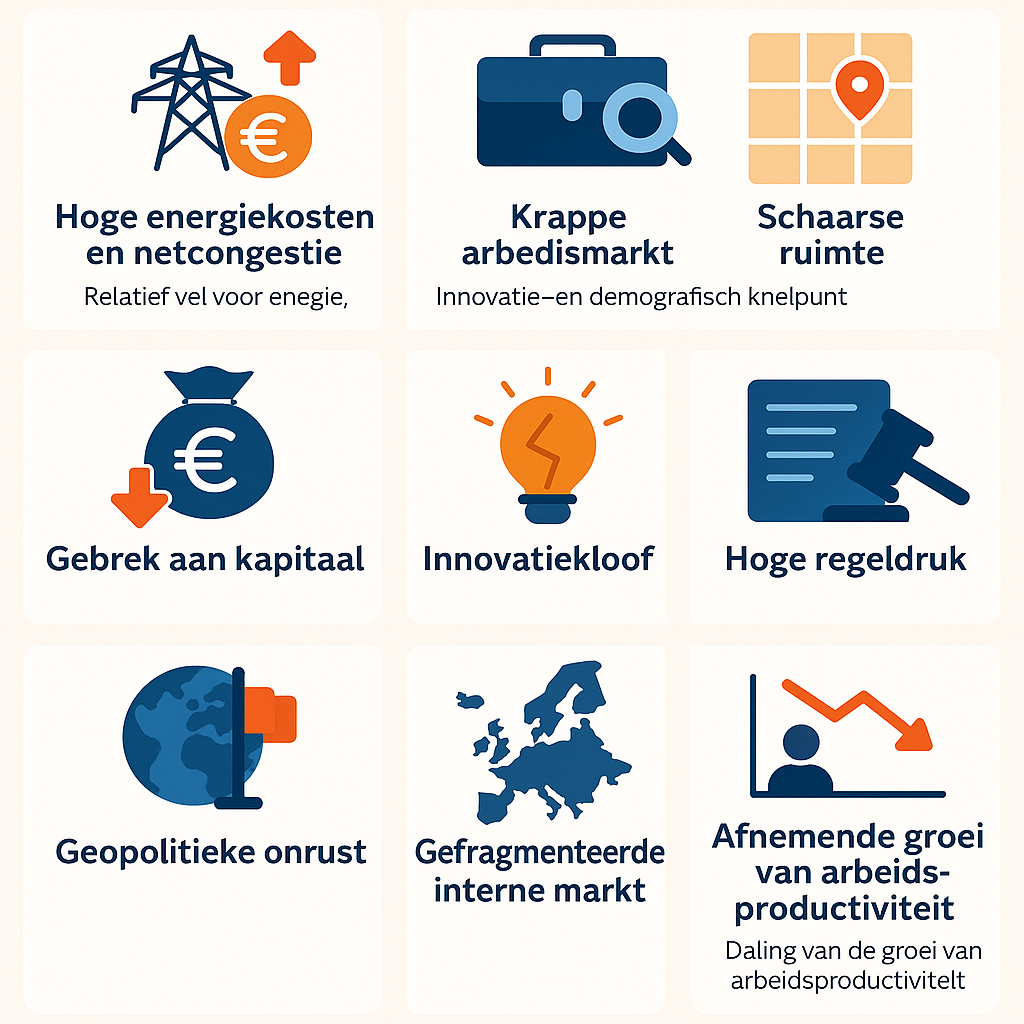 €
Hoge energiekosten
en netcongestie
Relatief vel voor enegie,
Krappe
arbedismarkt
Schaarse
ruimte
Innovatie–en demografisch knelpunt
€
Gebrek aan kapitaal
Innovatiekloof
Hoge regeldruk
Geopolitieke onrust
Gefragmenteerde
interne markt
Afnemende groei
van arbeids-
productiviteit
Daling van de groei van
arbeidsproductivitelt